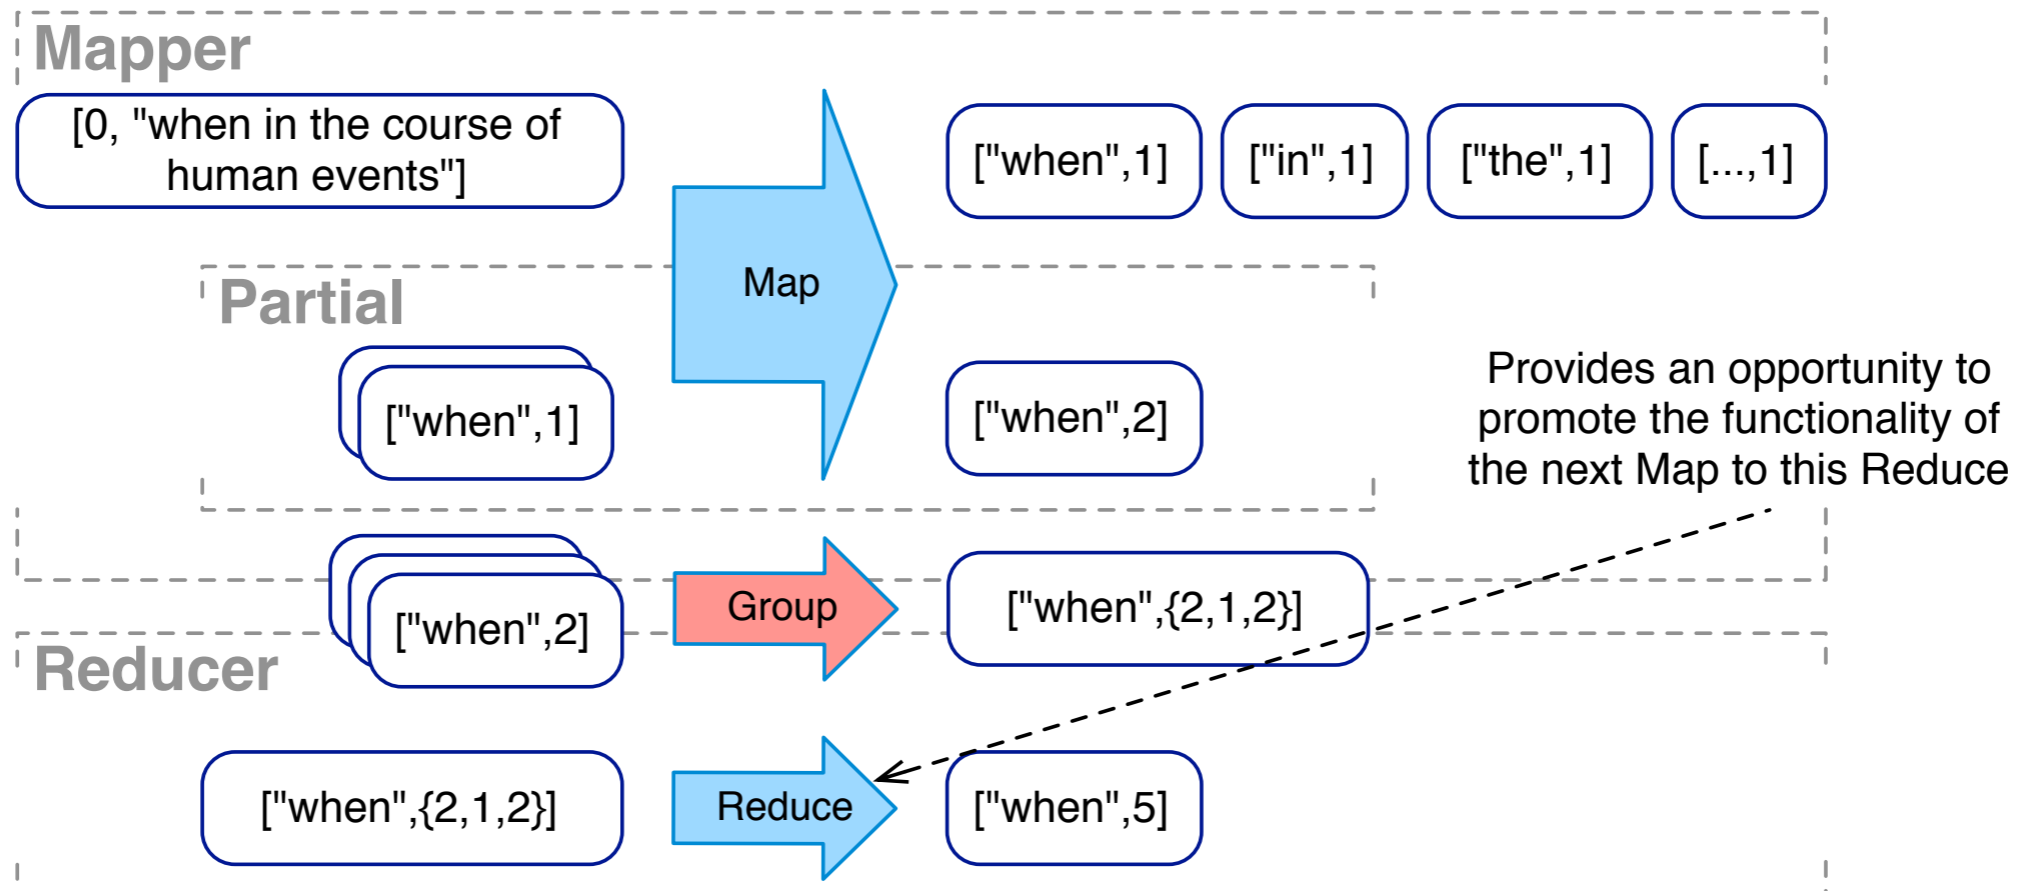 Mapper
[0, "when in the course of
human events"]
["when",1]
["in",1]
["the",1]
[...,1]
Map
Partial
["when",1]
["when",2]
Provides an opportunity to
promote the functionality of
the next Map to this Reduce
["when",2]
Group
["when",{2,1,2}]
Reducer
["when",{2,1,2}]
Reduce
["when",5]